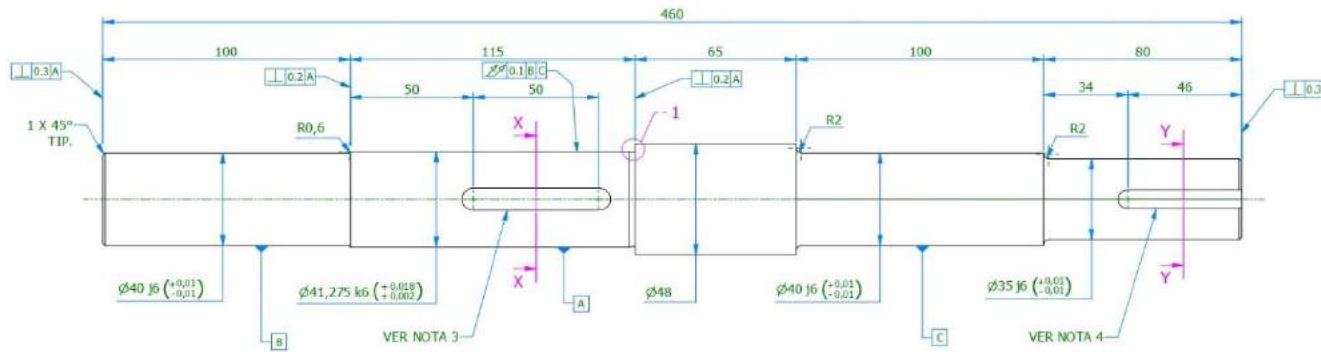 460
100
115
65
100
80
⊥ 0.3 A
⊥ 0.2 A
⌰ 0.1 B C
⊥ 0.2 A
50
50
34
46
⊥ 0.3
1 X 45°
TIP.
R0,6
X
1
R2
R2
Y
Ø40 j6 (+0,01 -0,01)
Ø41,275 k6 (+0,018 +0,002)
X
Ø48
Ø40 j6 (+0,01 -0,01)
Ø35 j6 (+0,01 -0,01)
Y
A
VER NOTA 3
VER NOTA 4
B
C